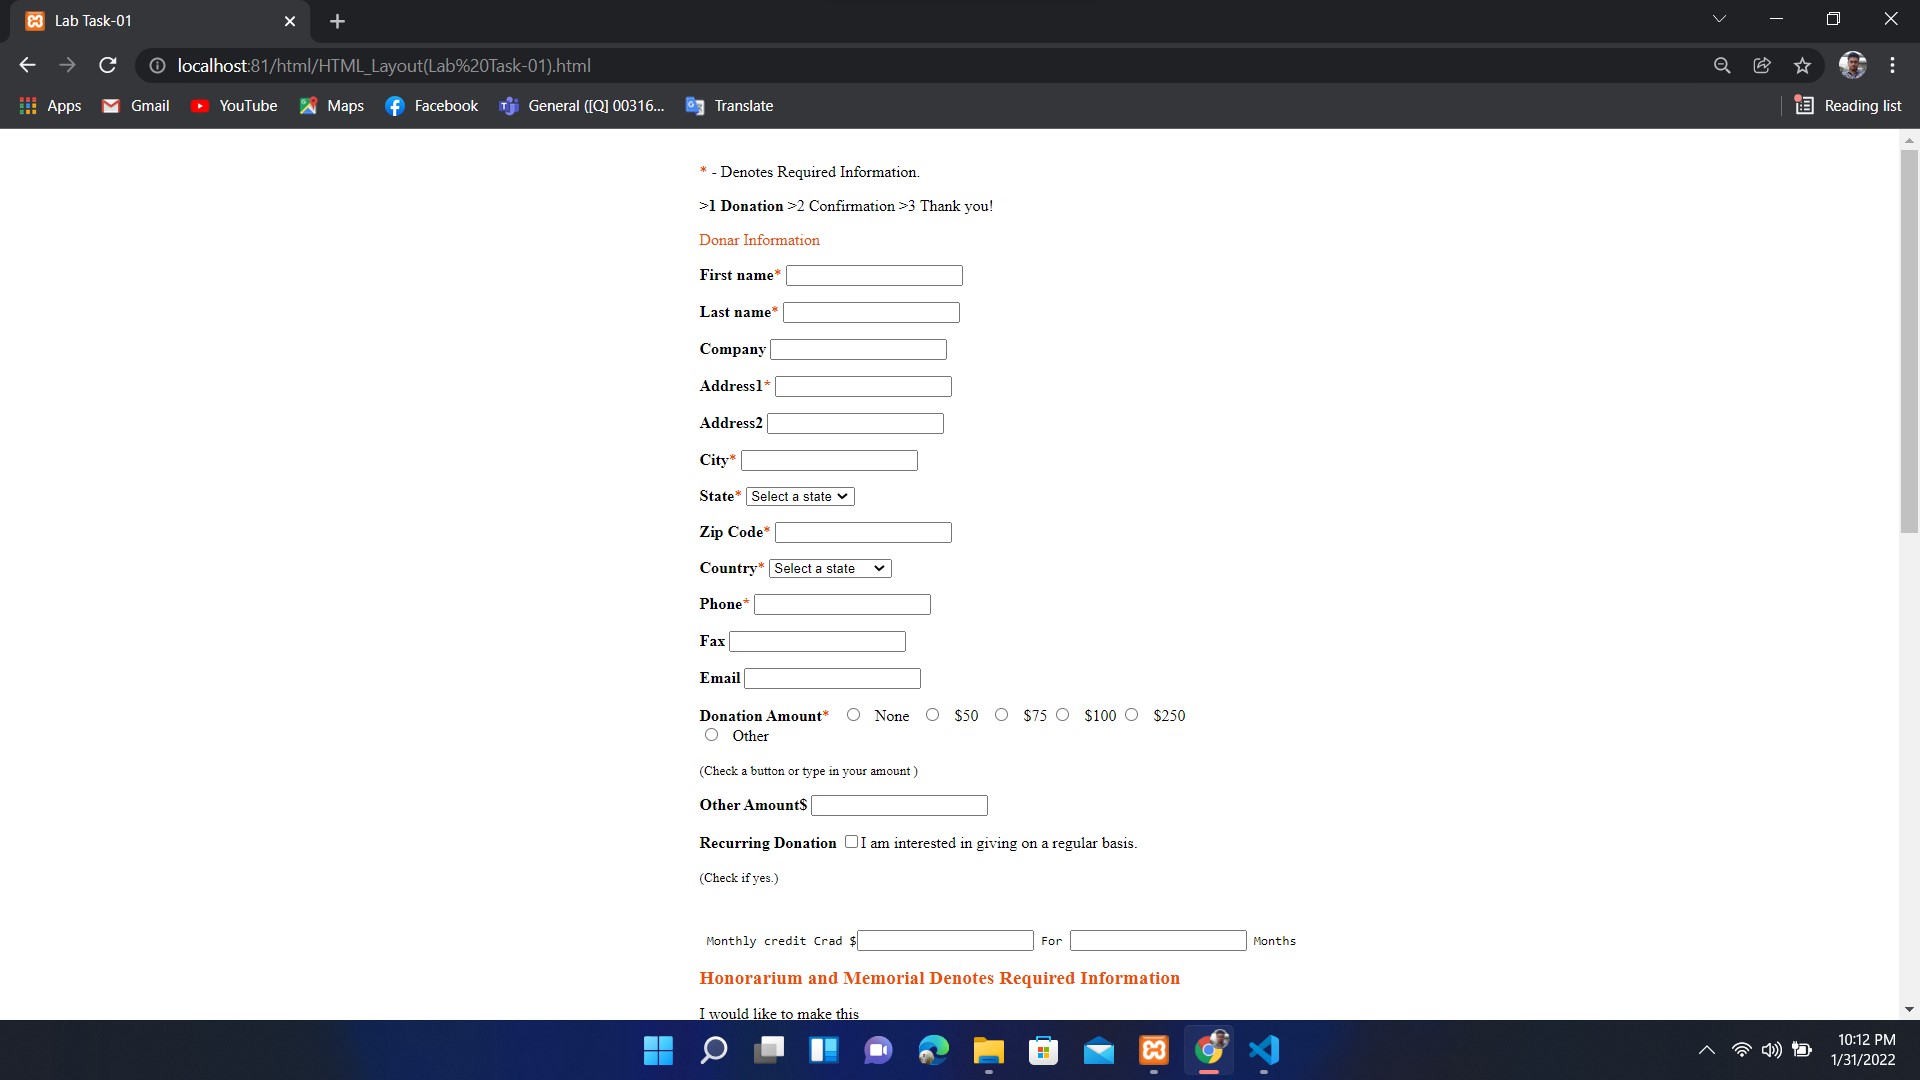 Lab Task-01
localhost:81/html/HTML_Layout(Lab%20Task-01).html
Apps Gmail YouTube Maps Facebook General ([Q] 00316... Translate Reading list
* - Denotes Required Information.
>1 Donation >2 Confirmation >3 Thank you!
Donar Information
First name*
Last name*
Company
Address1*
Address2
City*
State* Select a state
Zip Code*
Country* Select a state
Phone*
Fax
Email
Donation Amount* None $50 $75 $100 $250
Other
(Check a button or type in your amount )
Other Amount$
Recurring Donation I am interested in giving on a regular basis.
(Check if yes.)
Monthly credit Crad $ For Months
Honorarium and Memorial Denotes Required Information
I would like to make this
10:12 PM
1/31/2022